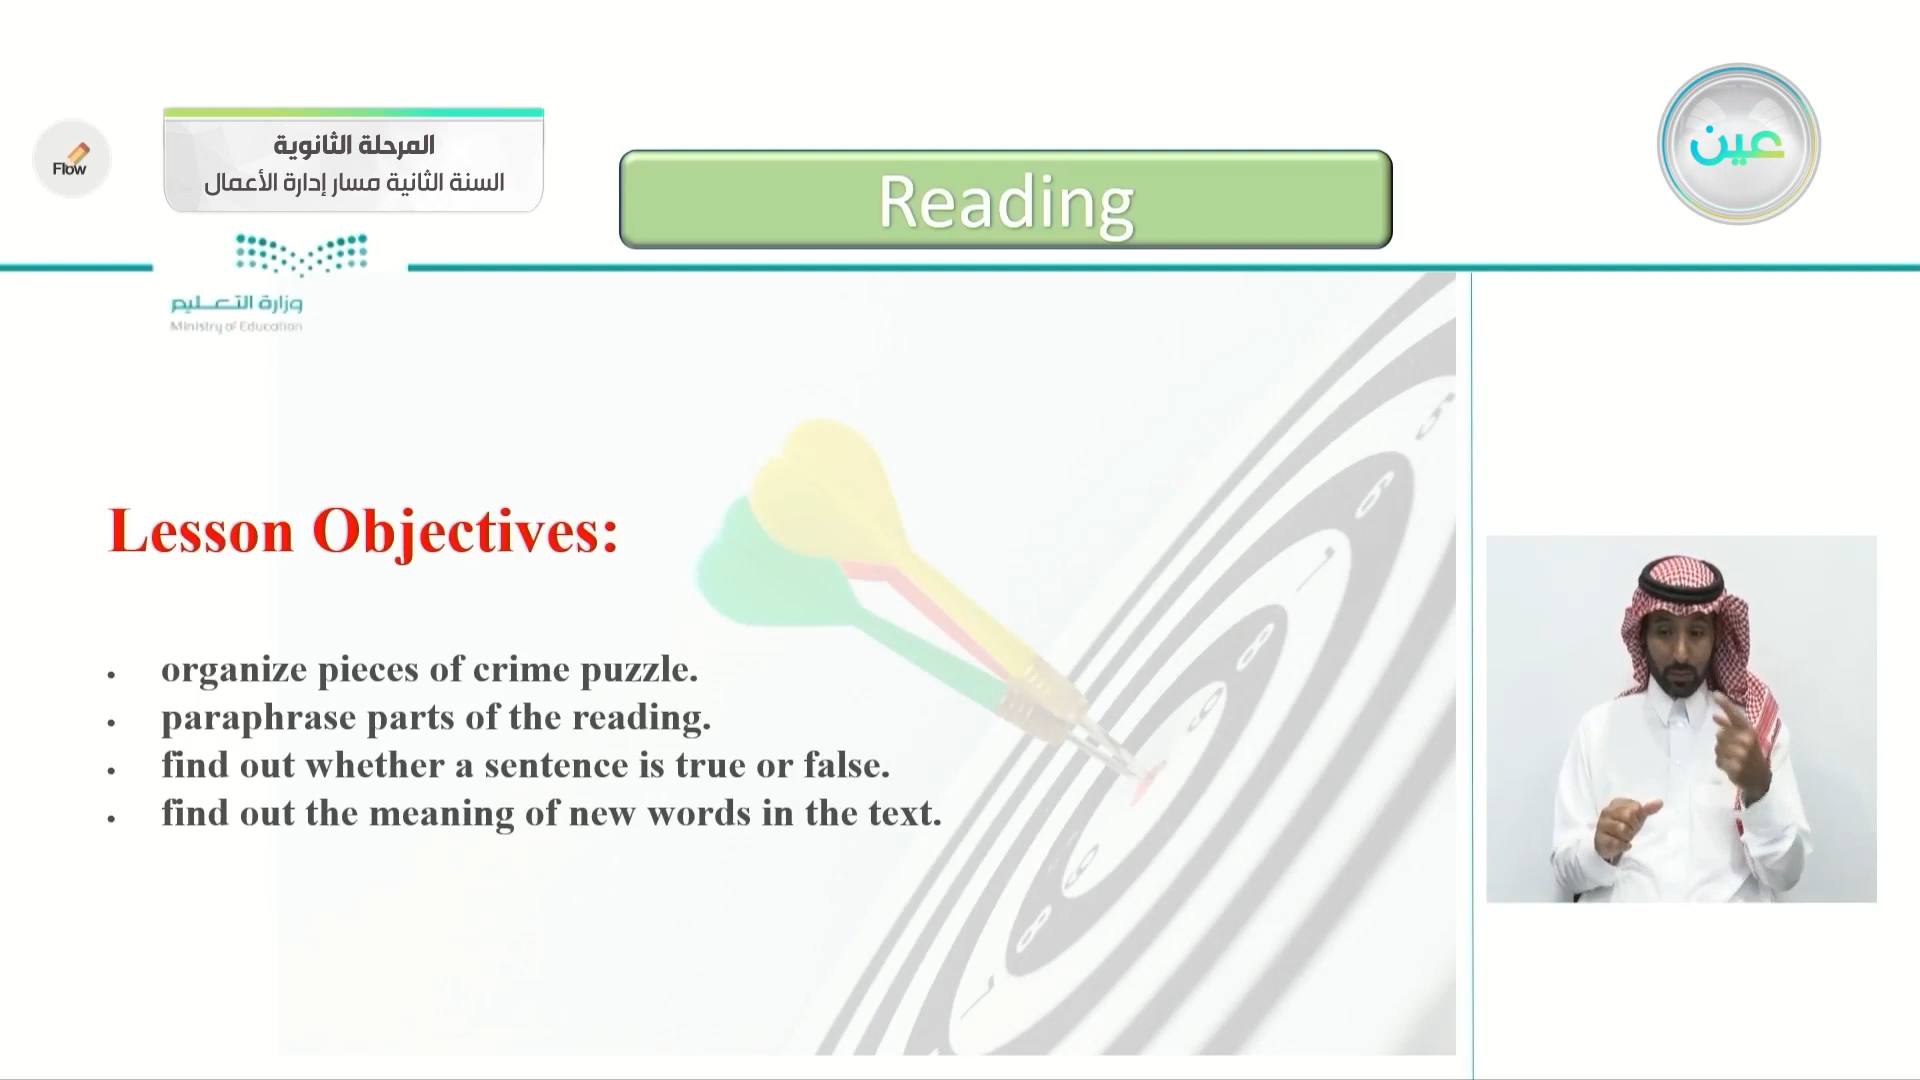 Flow
المرحلة الثانوية
السنة الثانية مسار إدارة الأعمال
Reading
عين
وزارة التعليم
Ministry of Education
Lesson Objectives:
• organize pieces of crime puzzle.
• paraphrase parts of the reading.
• find out whether a sentence is true or false.
• find out the meaning of new words in the text.